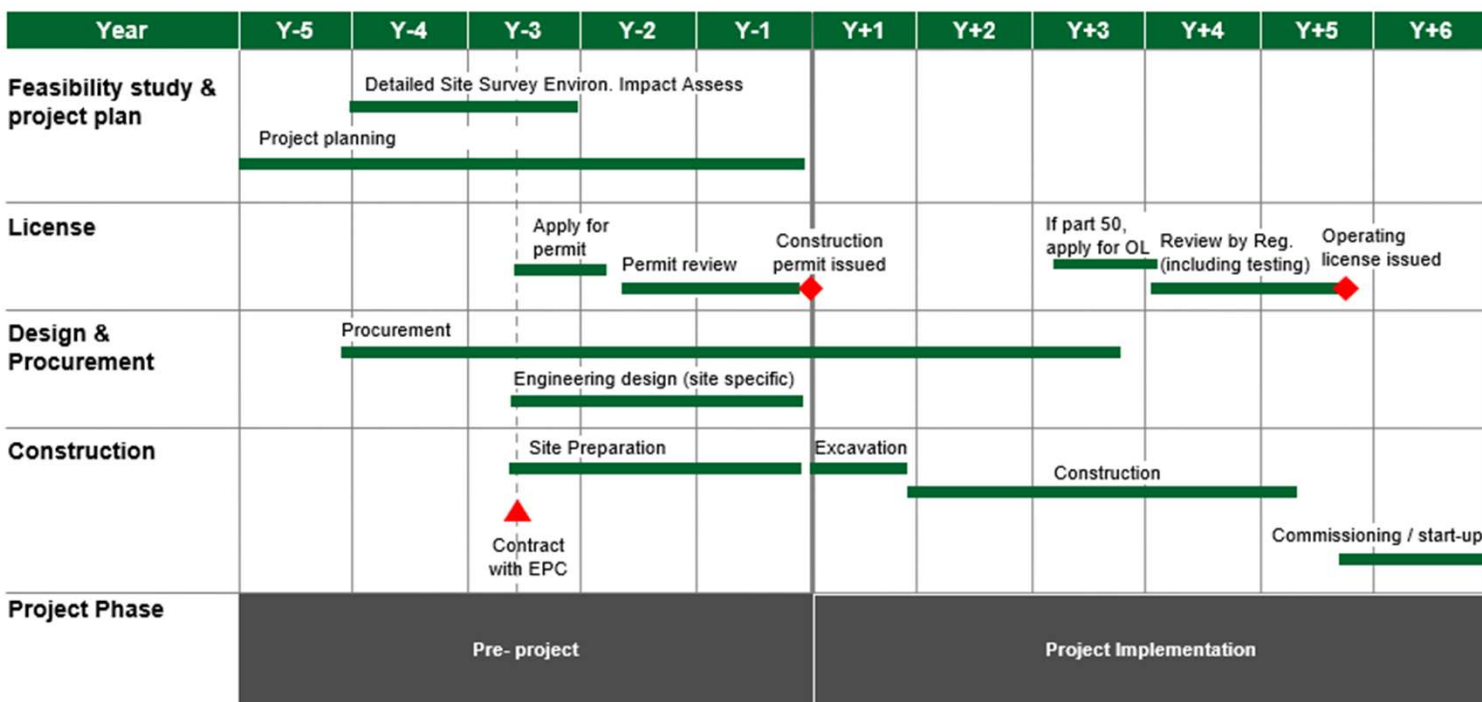 Year Y-5 Y-4 Y-3 Y-2 Y-1 Y+1 Y+2 Y+3 Y+4 Y+5 Y+6
Feasibility study &
project plan
Detailed Site Survey Environ. Impact Assess
Project planning
License
Apply for
permit
Permit review
Construction
permit issued
If part 50,
apply for OL
Review by Reg.
(including testing)
Operating
license issued
Design &
Procurement
Procurement
Engineering design (site specific)
Construction
Site Preparation
Excavation
Construction
Contract
with EPC
Commissioning / start-up
Project Phase
Pre- project
Project Implementation